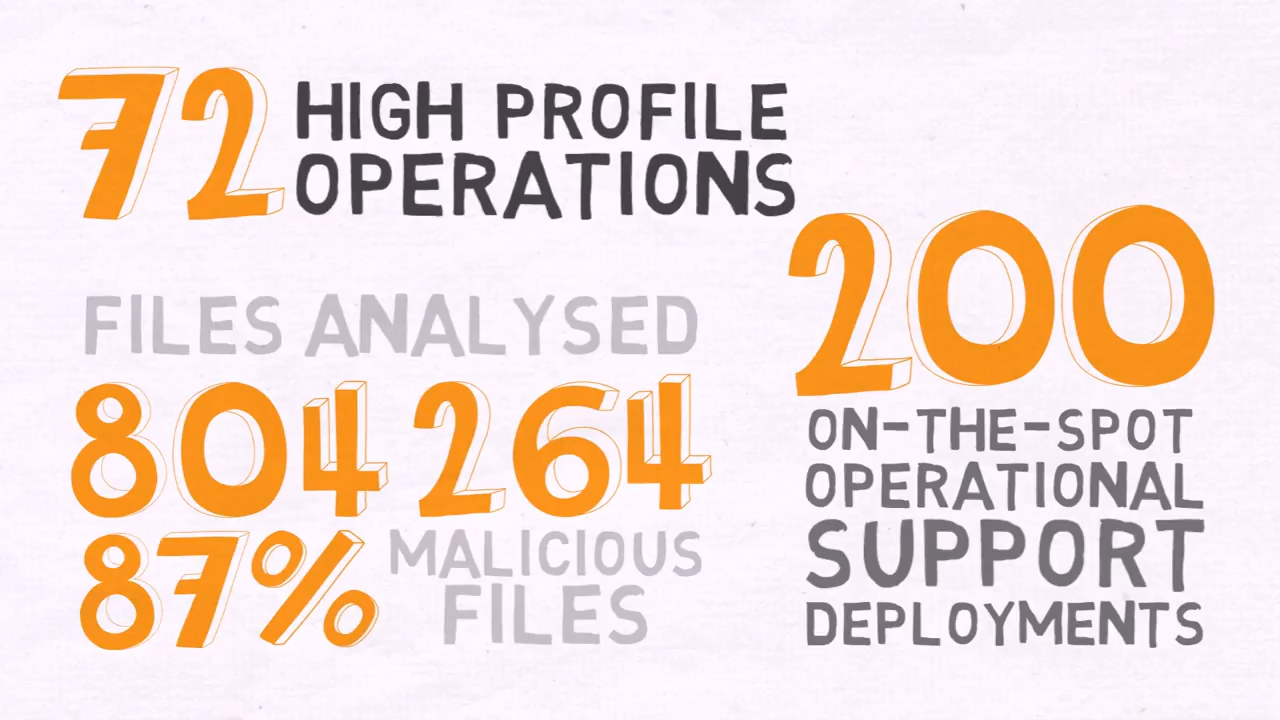 72 HIGH PROFILE
OPERATIONS
FILES ANALYSED
804 264
87% MALICIOUS
FILES
200
ON-THE-SPOT
OPERATIONAL
SUPPORT
DEPLOYMENTS